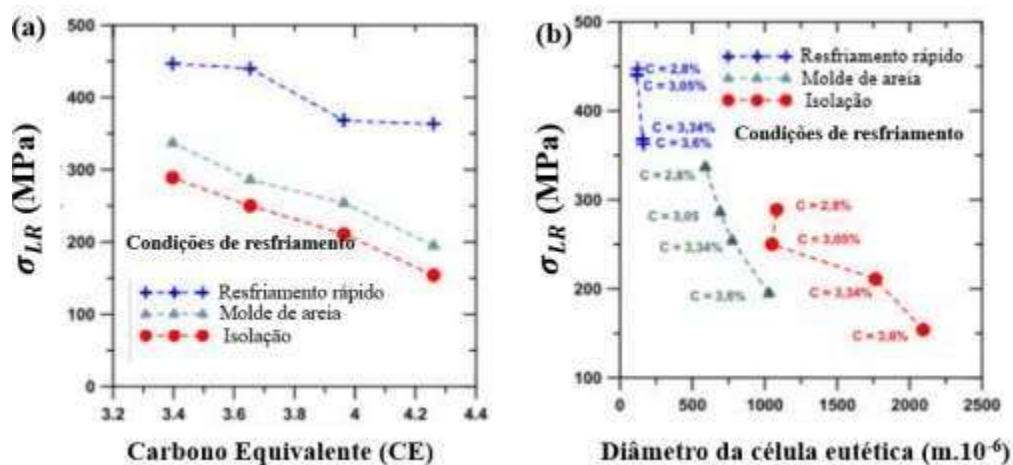 (a)
500
400
300
200
100
0
σLR (MPa)
Condições de resfriamento
Resfriamento rápido
Molde de areia
Isolação
3.2 3.4 3.6 3.8 4 4.2 4.4
Carbono Equivalente (CE)
(b)
500
400
300
200
100
σLR (MPa)
Resfriamento rápido
Molde de areia
Isolação
Condições de resfriamento
C = 2,8%
C = 3,05%
C = 3,34%
C = 3,6%
C = 2,8%
C = 3,05
C = 3,34%
C = 3,6%
C = 2,8%
C = 3,05%
C = 3,34%
C = 3,6%
0 500 1000 1500 2000 2500
Diâmetro da célula eutética (m.10⁻⁶)